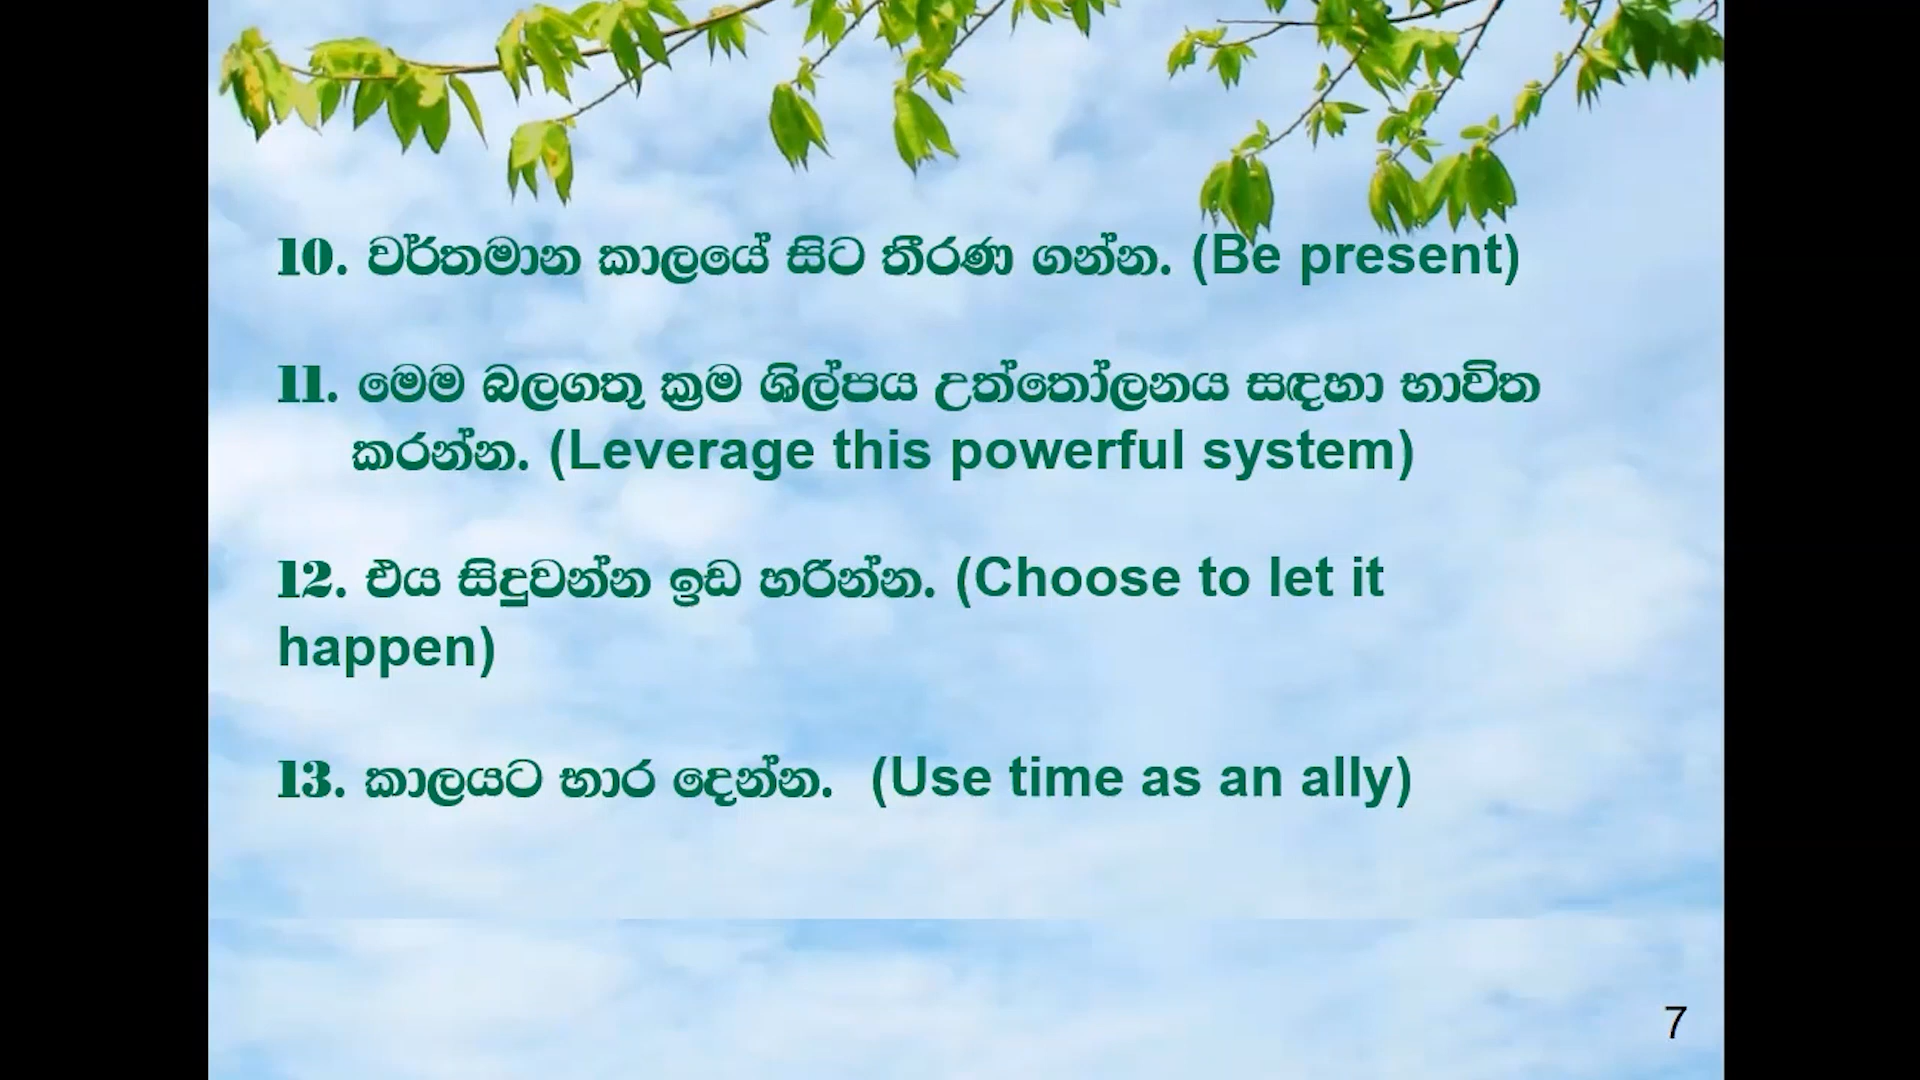 10. වර්තමාන කාලයේ සිට තීරණ ගන්න. (Be present)
11. මෙම බලගතු ක්‍රම ශිල්පය උත්තෝලනය සඳහා භාවිත
කරන්න. (Leverage this powerful system)
12. එය සිදුවන්න ඉඩ හරින්න. (Choose to let it
happen)
13. කාලයට භාර දෙන්න. (Use time as an ally)
7